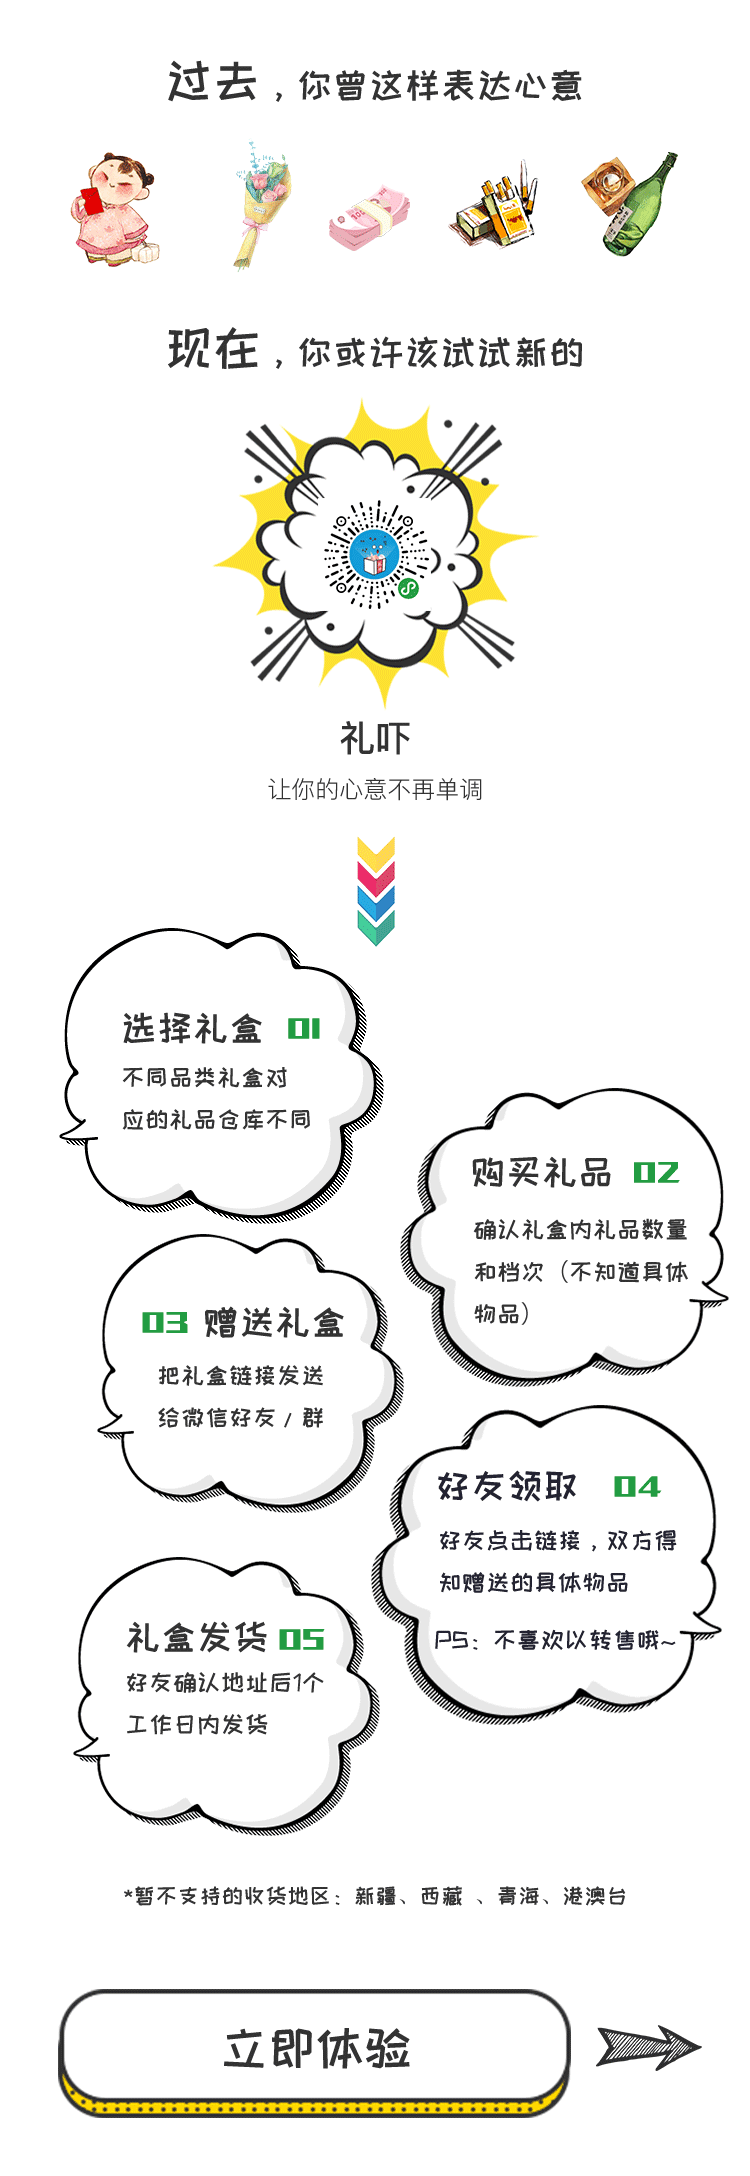 过去，你曾这样表达心意
现在，你或许该试试新的
礼吓
让你的心意不再单调
选择礼盒 01
不同品类礼盒对
应的礼品仓库不同
购买礼品 02
确认礼盒内礼品数量
和档次（不知道具体
物品）
03 赠送礼盒
把礼盒链接发送
给微信好友 / 群
好友领取 04
好友点击链接，双方得
知赠送的具体物品
PS：不喜欢以转售哦~
礼盒发货 05
好友确认地址后1个
工作日内发货
*暂不支持的收货地区：新疆、西藏 、青海、港澳台
立即体验